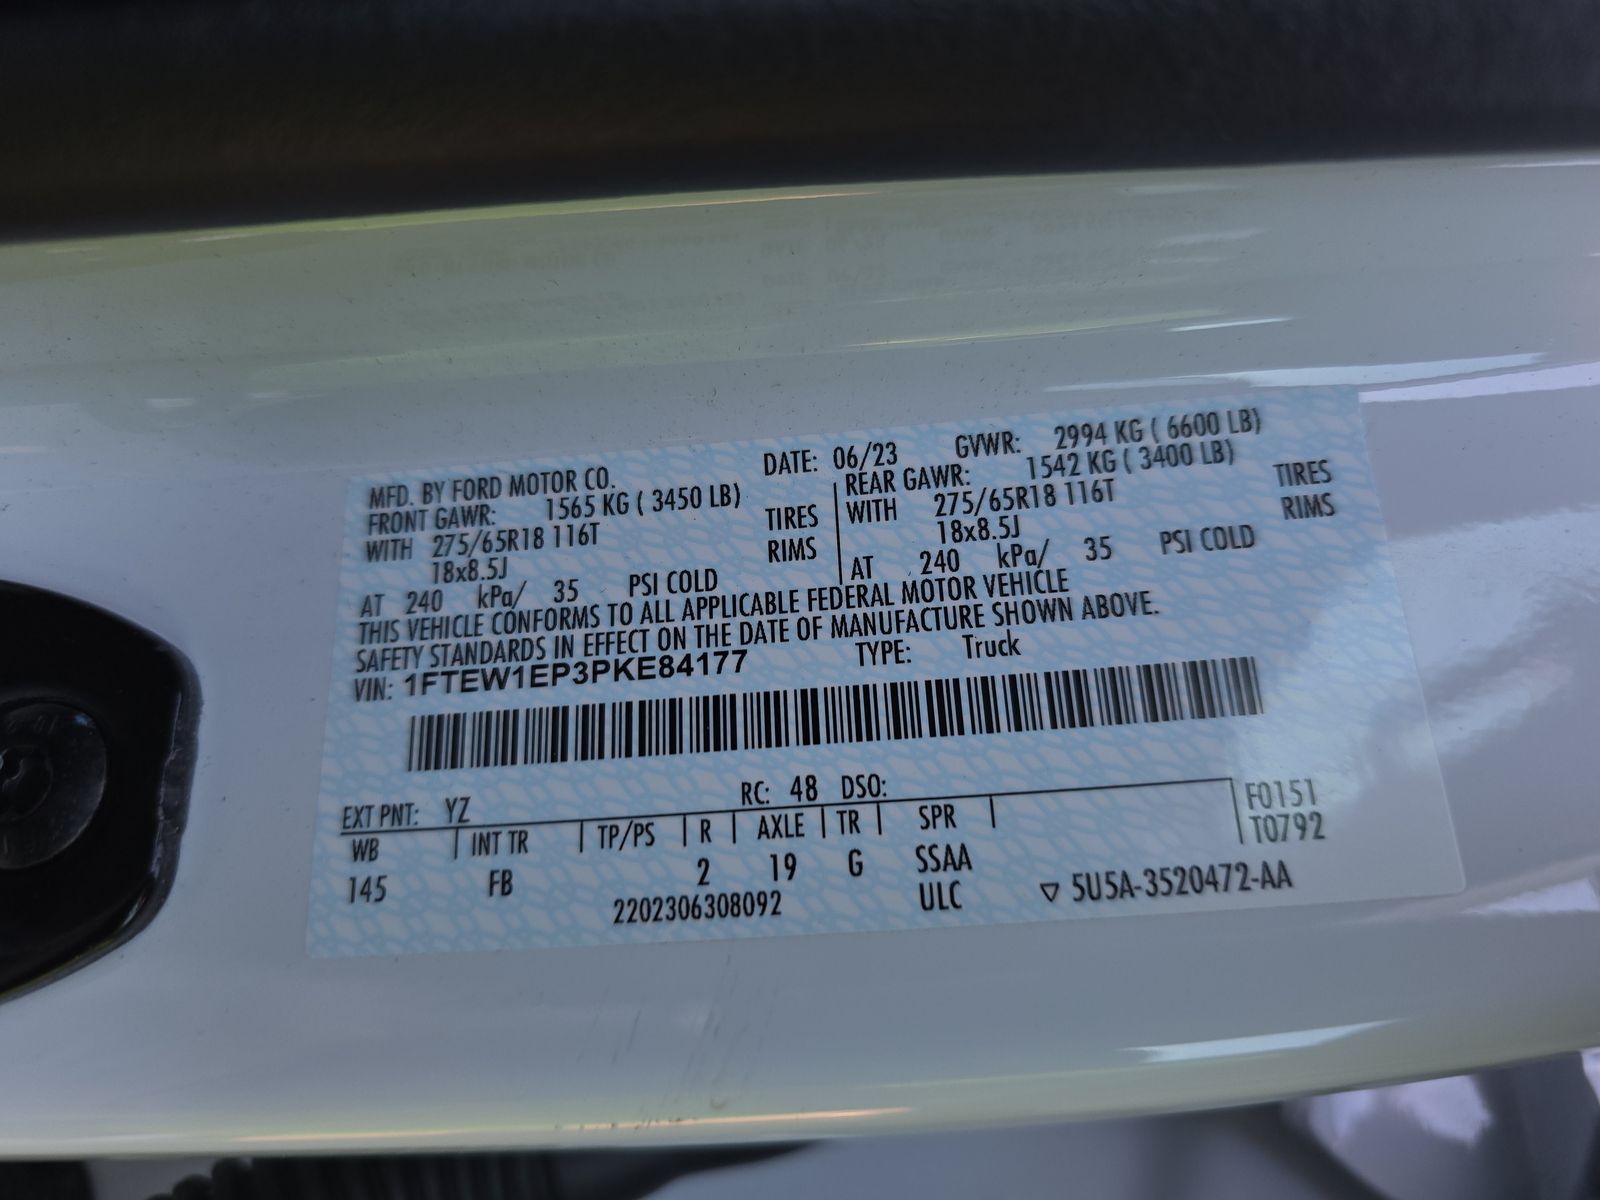 MFD. BY FORD MOTOR CO. DATE: 06/23 GVWR: 2994 KG ( 6600 LB)
FRONT GAWR: 1565 KG ( 3450 LB) REAR GAWR: 1542 KG ( 3400 LB)
WITH 275/65R18 116T TIRES WITH 275/65R18 116T TIRES
18x8.5J RIMS 18x8.5J RIMS
AT 240 kPa/ 35 PSI COLD AT 240 kPa/ 35 PSI COLD
THIS VEHICLE CONFORMS TO ALL APPLICABLE FEDERAL MOTOR VEHICLE
SAFETY STANDARDS IN EFFECT ON THE DATE OF MANUFACTURE SHOWN ABOVE.
VIN: 1FTEW1EP3PKE84177 TYPE: Truck
EXT PNT: YZ RC: 48 DSO: F0151
WB INT TR TP/PS R AXLE TR SPR T0792
145 FB 2 19 G SSAA
2202306308092 ULC ▽ 5U5A-3520472-AA